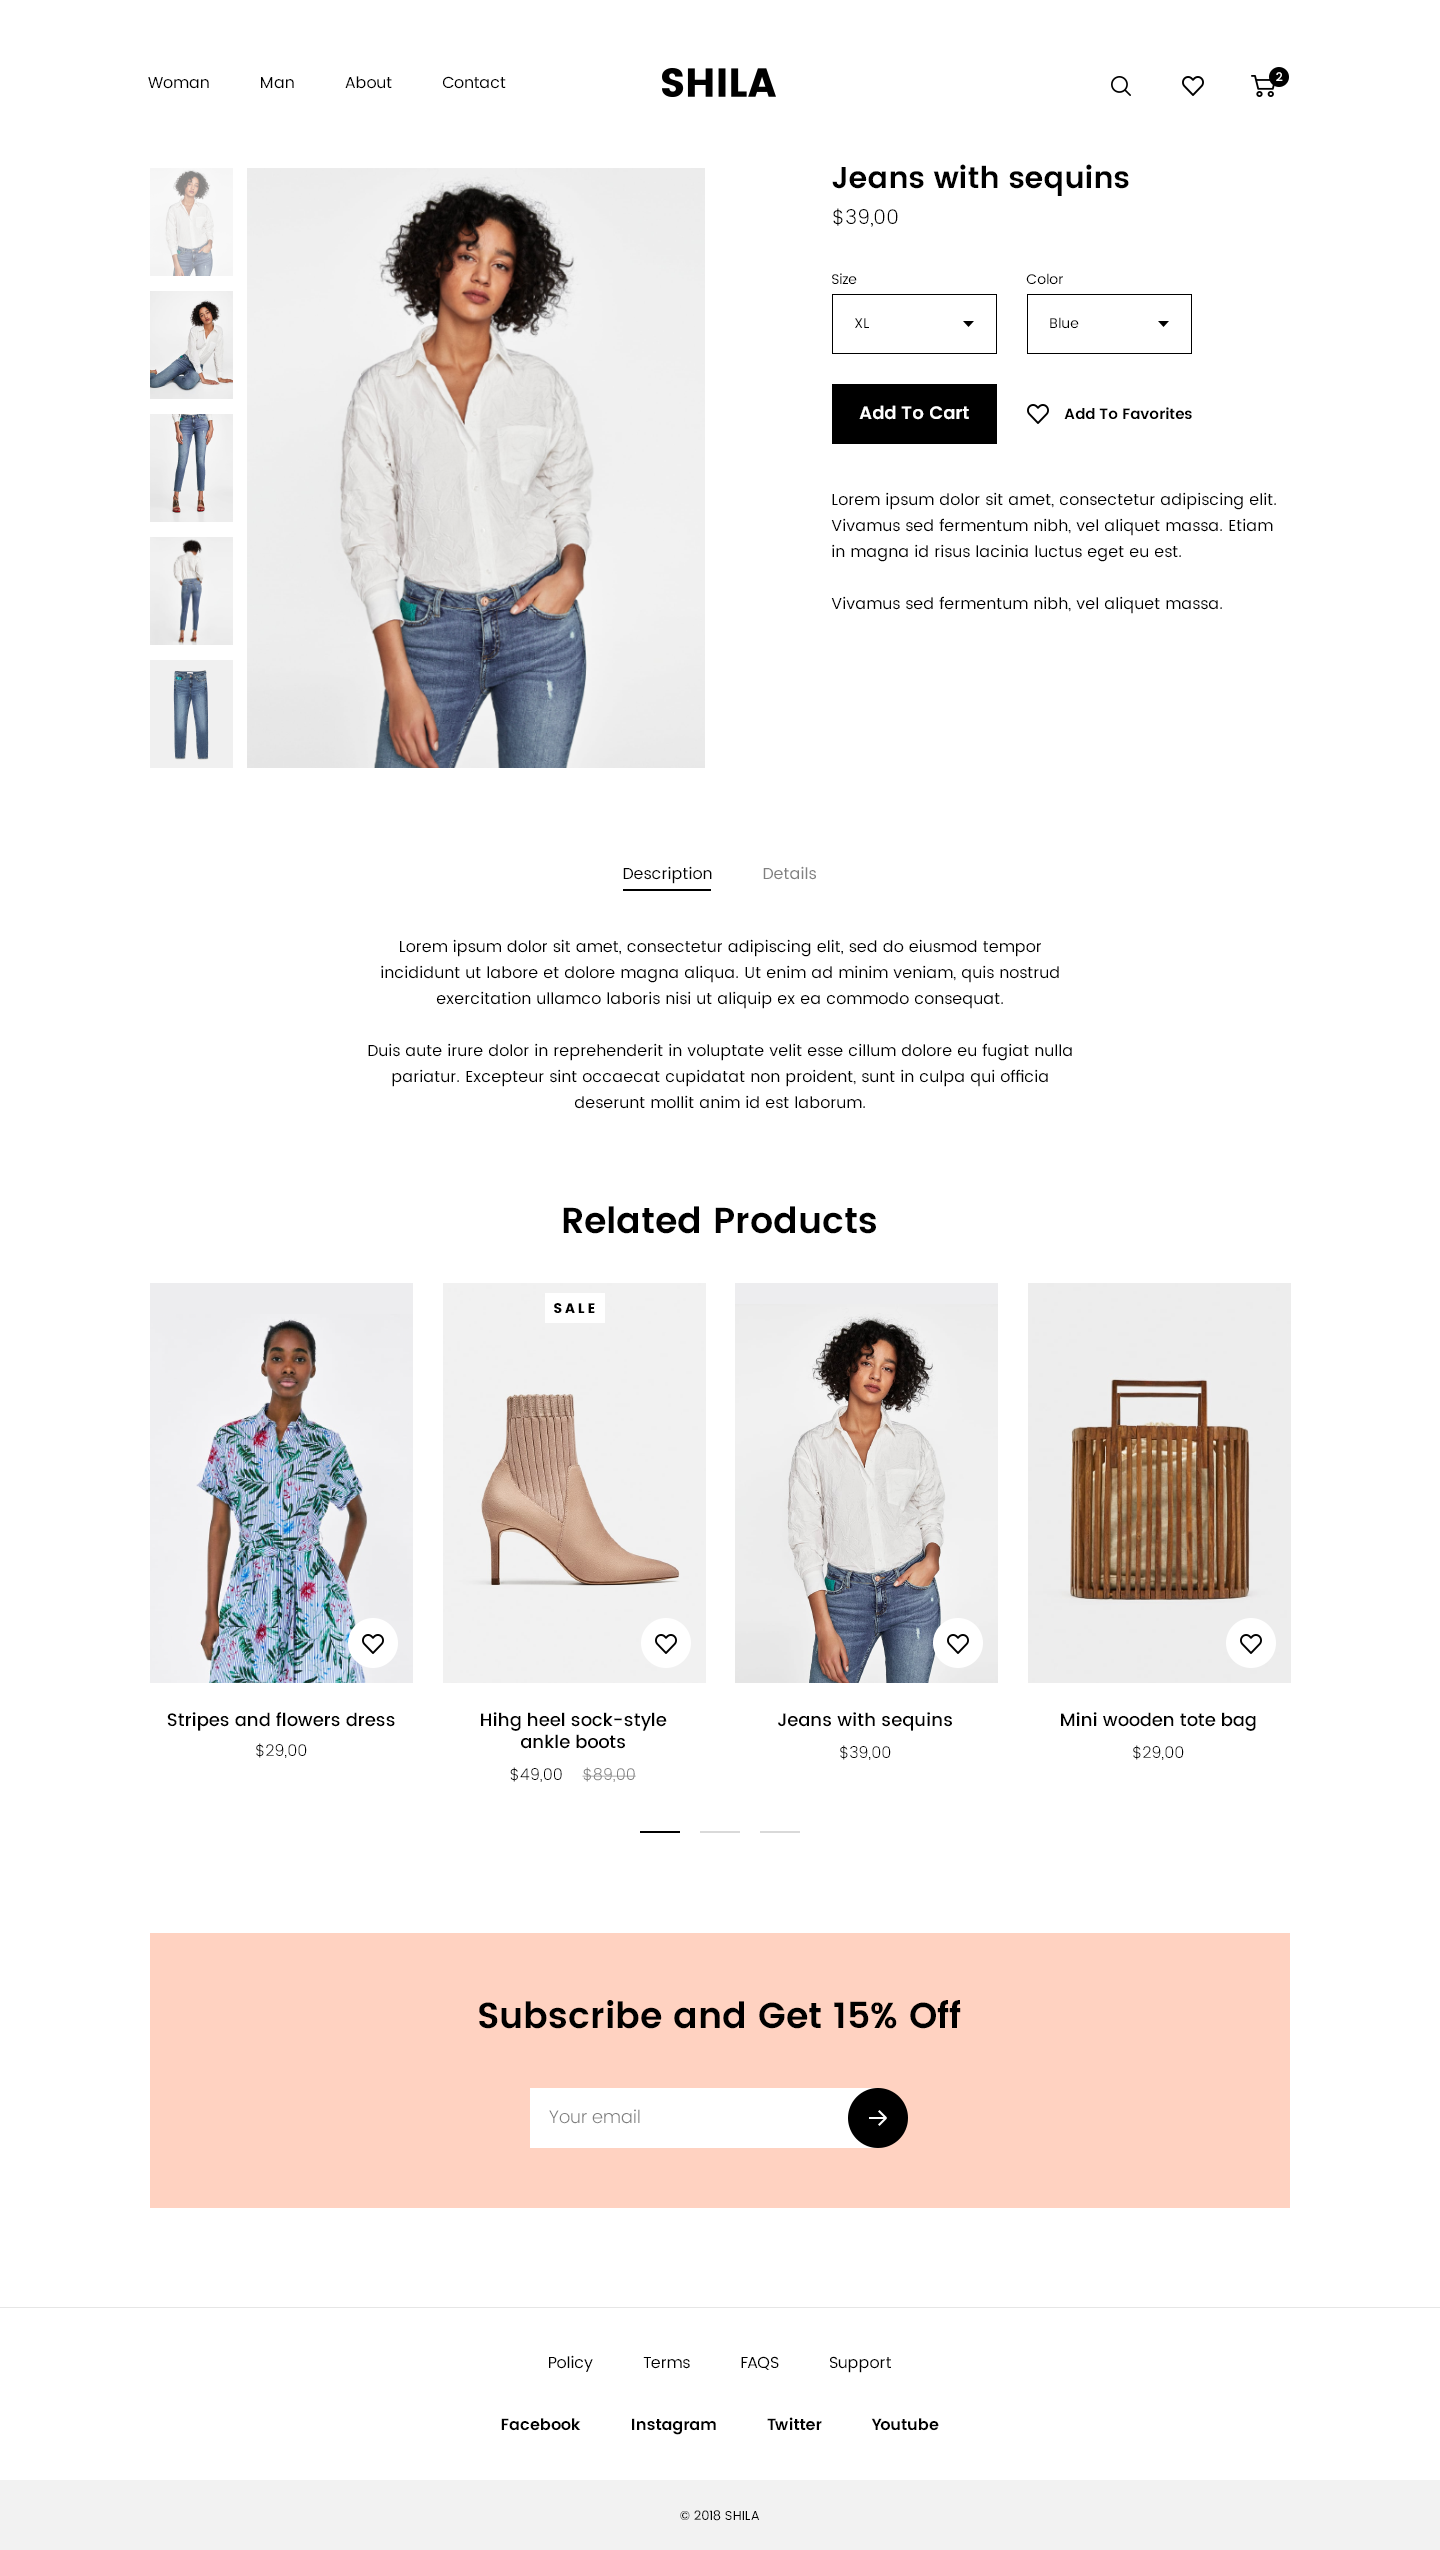 Woman Man About Contact
SHILA
2
Jeans with sequins
$39,00
Size Color
XL Blue
Add To Cart Add To Favorites
Lorem ipsum dolor sit amet, consectetur adipiscing elit.
Vivamus sed fermentum nibh, vel aliquet massa. Etiam
in magna id risus lacinia luctus eget eu est.
Vivamus sed fermentum nibh, vel aliquet massa.
Description Details
Lorem ipsum dolor sit amet, consectetur adipiscing elit, sed do eiusmod tempor
incididunt ut labore et dolore magna aliqua. Ut enim ad minim veniam, quis nostrud
exercitation ullamco laboris nisi ut aliquip ex ea commodo consequat.
Duis aute irure dolor in reprehenderit in voluptate velit esse cillum dolore eu fugiat nulla
pariatur. Excepteur sint occaecat cupidatat non proident, sunt in culpa qui officia
deserunt mollit anim id est laborum.
Related Products
SALE
Stripes and flowers dress
$29,00
Hihg heel sock-style
ankle boots
$49,00 $89,00
Jeans with sequins
$39,00
Mini wooden tote bag
$29,00
Subscribe and Get 15% Off
Your email
Policy Terms FAQS Support
Facebook Instagram Twitter Youtube
© 2018 SHILA